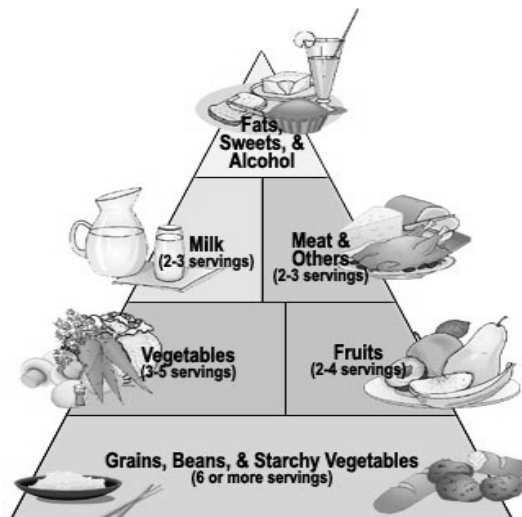 Fats,
Sweets, &
Alcohol
Milk
(2-3 servings)
Meat &
Others
(2-3 servings)
Vegetables
(3-5 servings)
Fruits
(2-4 servings)
Grains, Beans, & Starchy Vegetables
(6 or more servings)